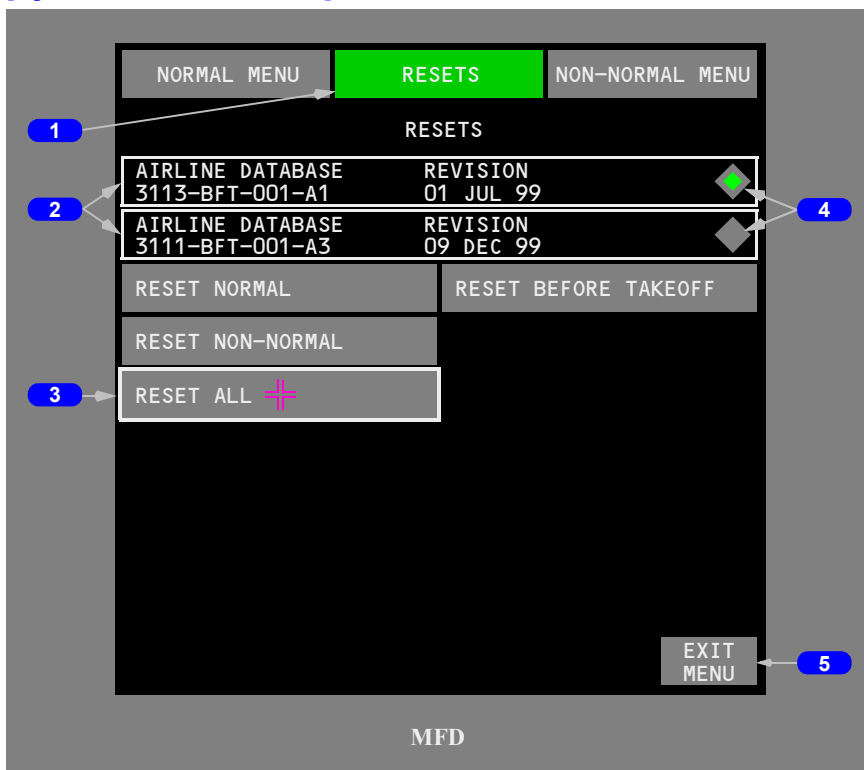 NORMAL MENU
RESETS
NON-NORMAL MENU
1
RESETS
AIRLINE DATABASE REVISION
3113-BFT-001-A1 01 JUL 99
2
4
AIRLINE DATABASE REVISION
3111-BFT-001-A3 09 DEC 99
RESET NORMAL
RESET BEFORE TAKEOFF
RESET NON-NORMAL
3
RESET ALL
EXIT
MENU
5
MFD